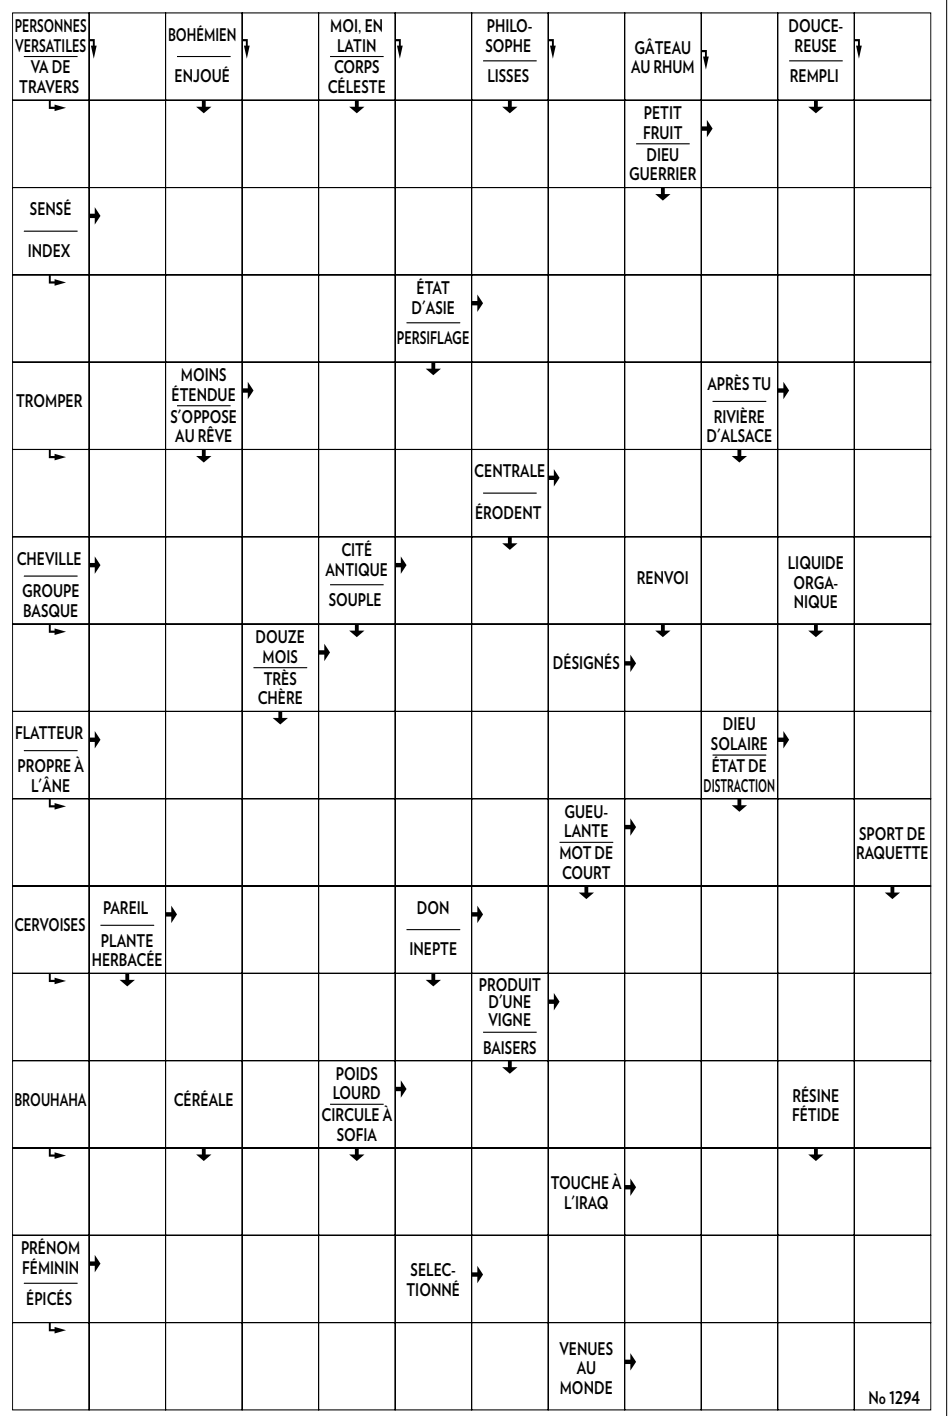 PERSONNES
VERSATILES
VA DE
TRAVERS
BOHÉMIEN
ENJOUÉ
MOI, EN
LATIN
CORPS
CÉLESTE
PHILO-
SOPHE
LISSES
GÂTEAU
AU RHUM
DOUCE-
REUSE
REMPLI
PETIT
FRUIT
DIEU
GUERRIER
SENSÉ
INDEX
ÉTAT
D'ASIE
PERSIFLAGE
TROMPER
MOINS
ÉTENDUE
S'OPPOSE
AU RÊVE
APRÈS TU
RIVIÈRE
D'ALSACE
CENTRALE
ÉRODENT
CHEVILLE
GROUPE
BASQUE
CITÉ
ANTIQUE
SOUPLE
RENVOI
LIQUIDE
ORGA-
NIQUE
DOUZE
MOIS
TRÈS
CHÈRE
DÉSIGNÉS
FLATTEUR
PROPRE À
L'ÂNE
DIEU
SOLAIRE
ÉTAT DE
DISTRACTION
GUEU-
LANTE
MOT DE
COURT
SPORT DE
RAQUETTE
CERVOISES
PAREIL
PLANTE
HERBACÉE
DON
INEPTE
PRODUIT
D'UNE
VIGNE
BAISERS
BROUHAHA
CÉRÉALE
POIDS
LOURD
CIRCULE À
SOFIA
RÉSINE
FÉTIDE
TOUCHE À
L'IRAQ
PRÉNOM
FÉMININ
ÉPICÉS
SELEC-
TIONNÉ
VENUES
AU
MONDE
No 1294